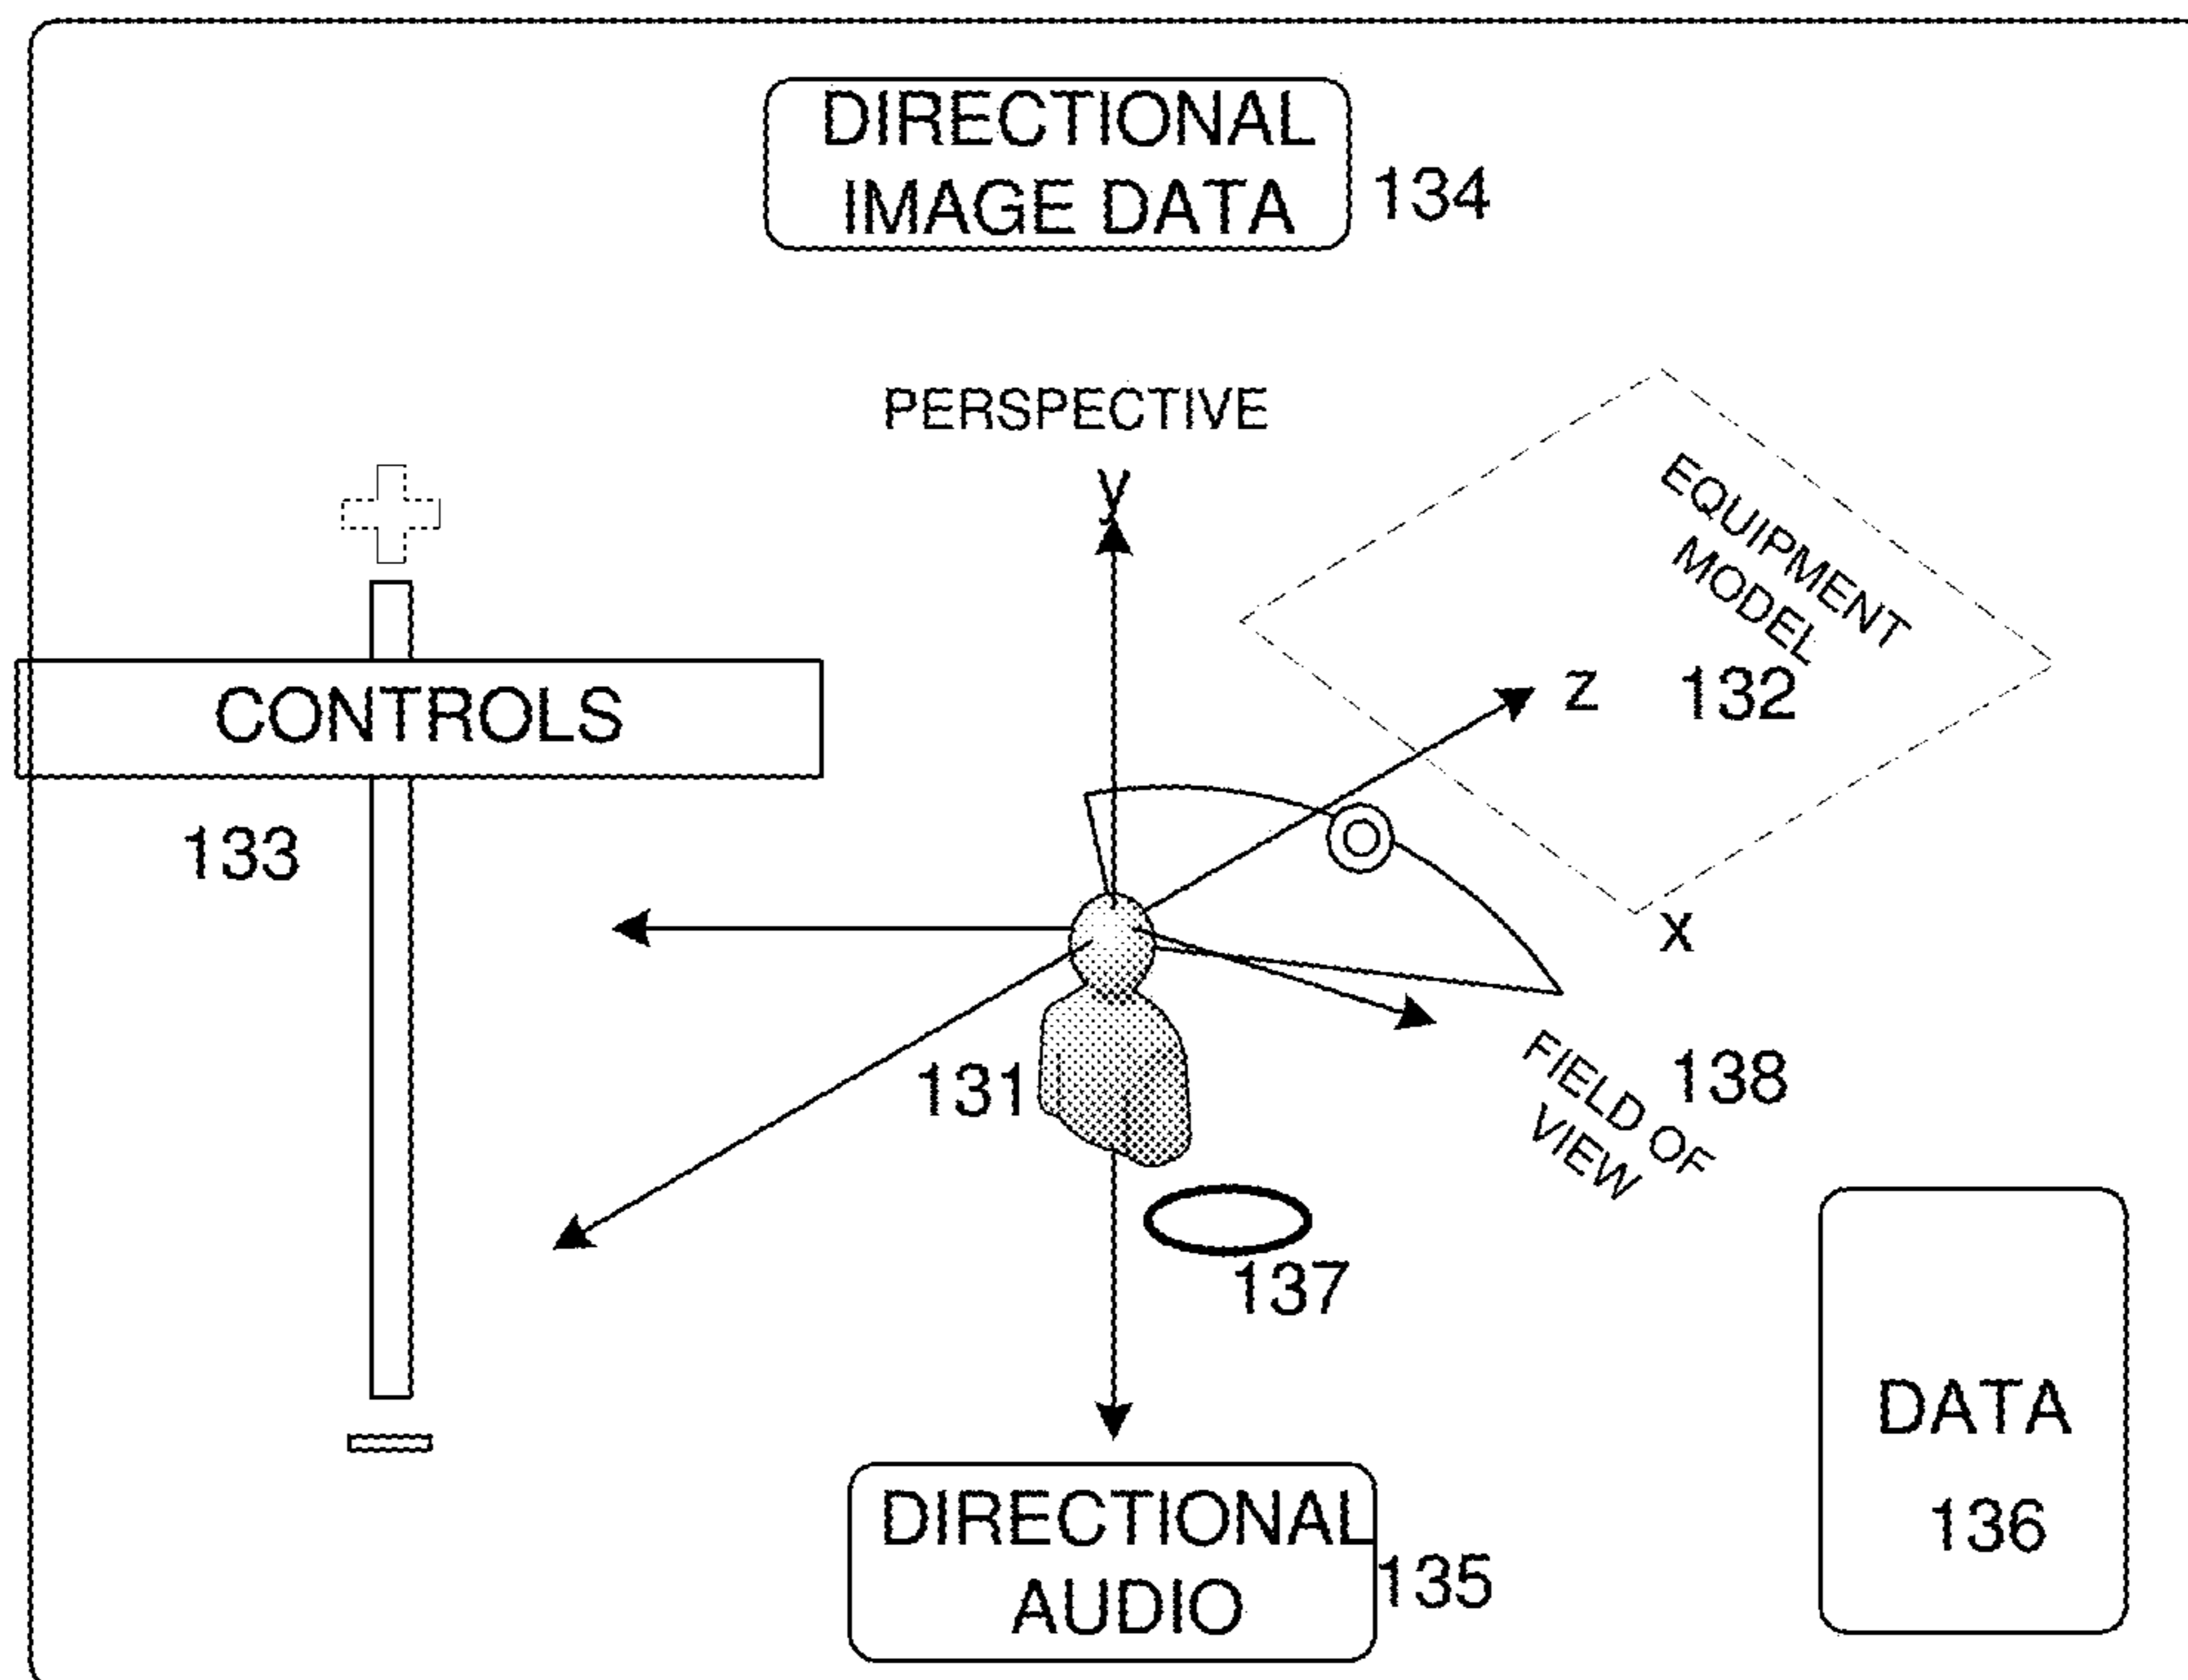 DIRECTIONAL
IMAGE DATA
134
PERSPECTIVE
y
EQUIPMENT
MODEL
132
z
CONTROLS
133
x
131
138
FIELD OF
VIEW
137
DATA
136
DIRECTIONAL
AUDIO
135